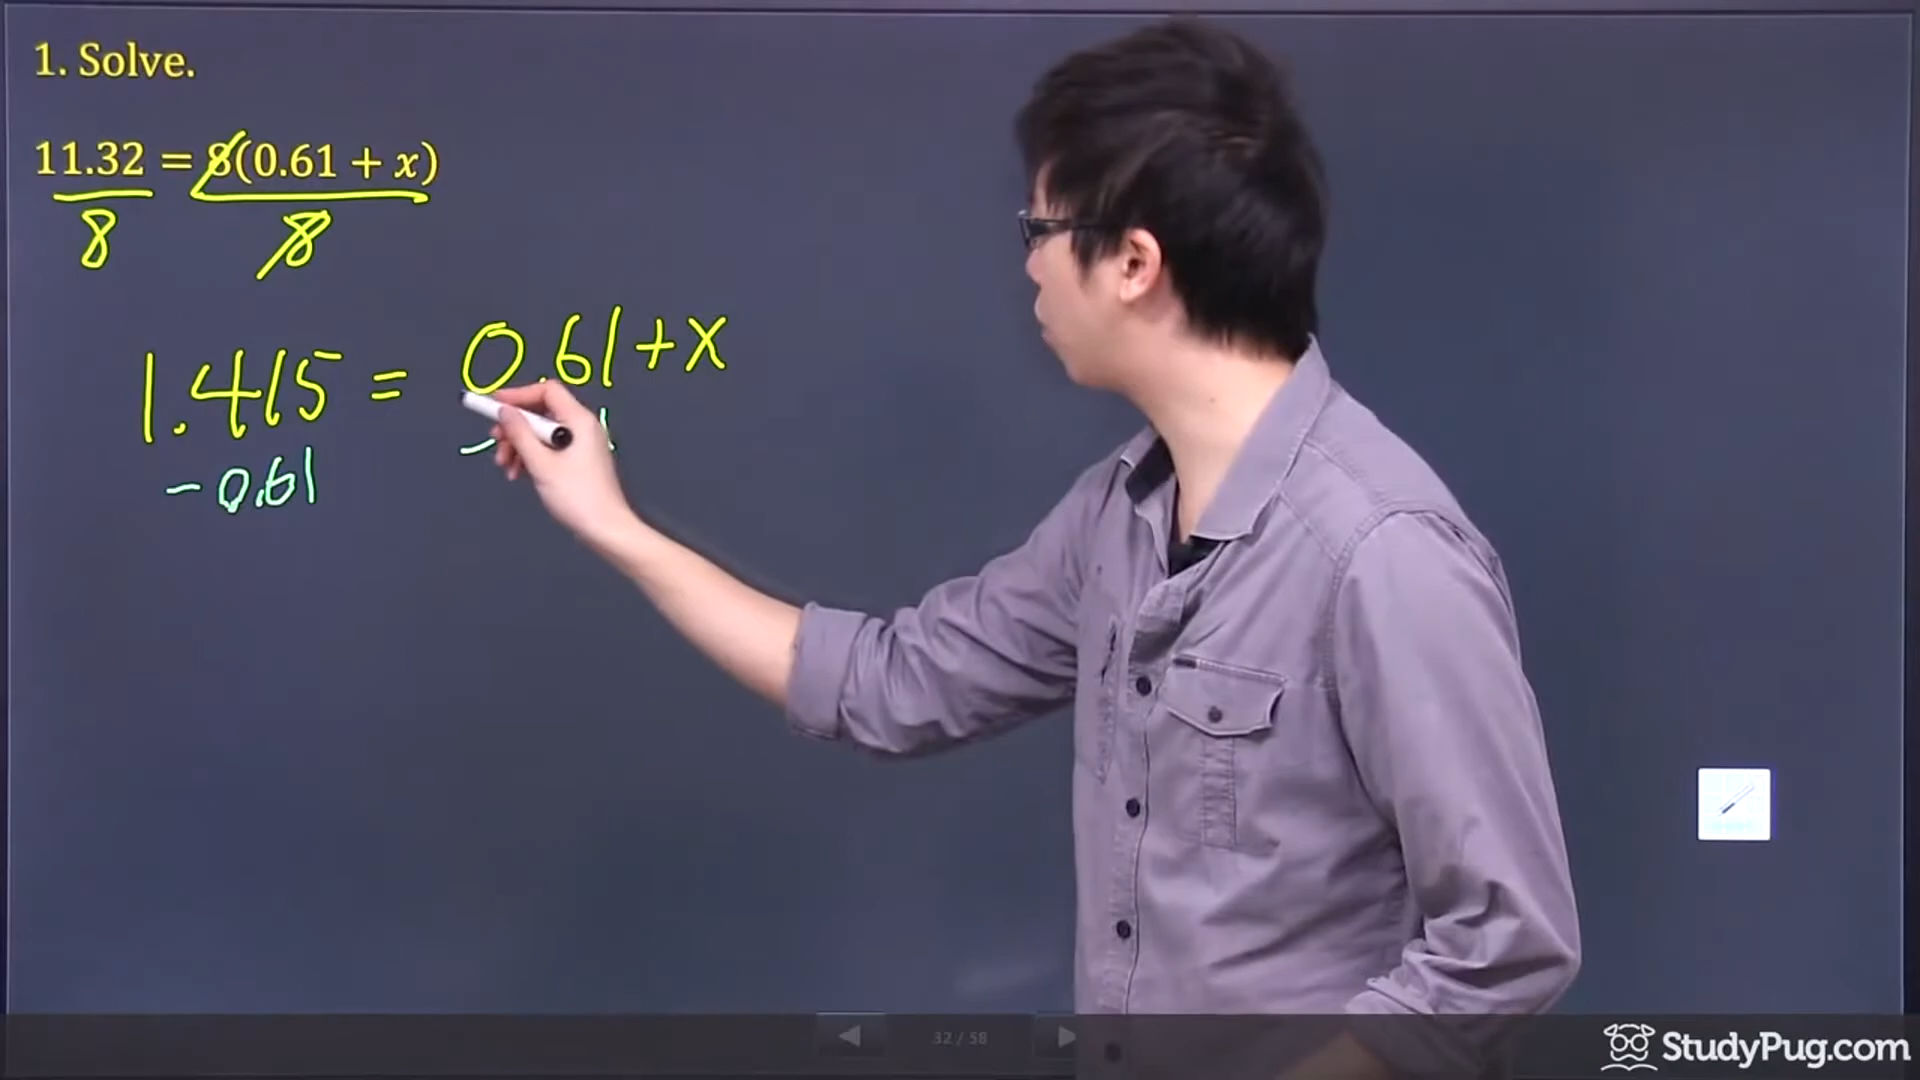 1. Solve.
11.32 = 8(0.61 + x)
8 8
1.415 = 0.61 + x
- 0.61 -
32 / 58
StudyPug.com